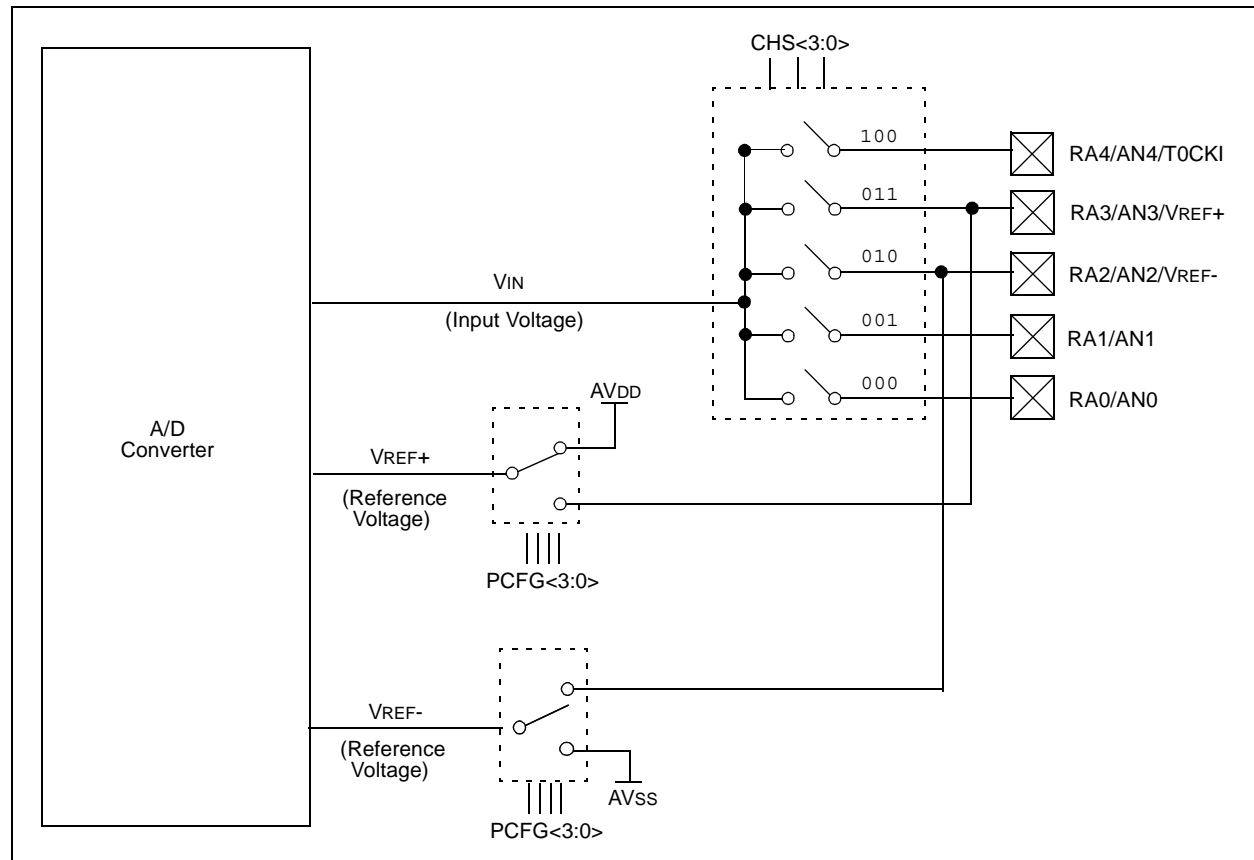 CHS<3:0>
100
RA4/AN4/T0CKI
011
RA3/AN3/VREF+
010
RA2/AN2/VREF-
VIN
(Input Voltage)
001
RA1/AN1
000
RA0/AN0
AVDD
A/D
Converter
VREF+
(Reference
Voltage)
PCFG<3:0>
VREF-
(Reference
Voltage)
AVSS
PCFG<3:0>